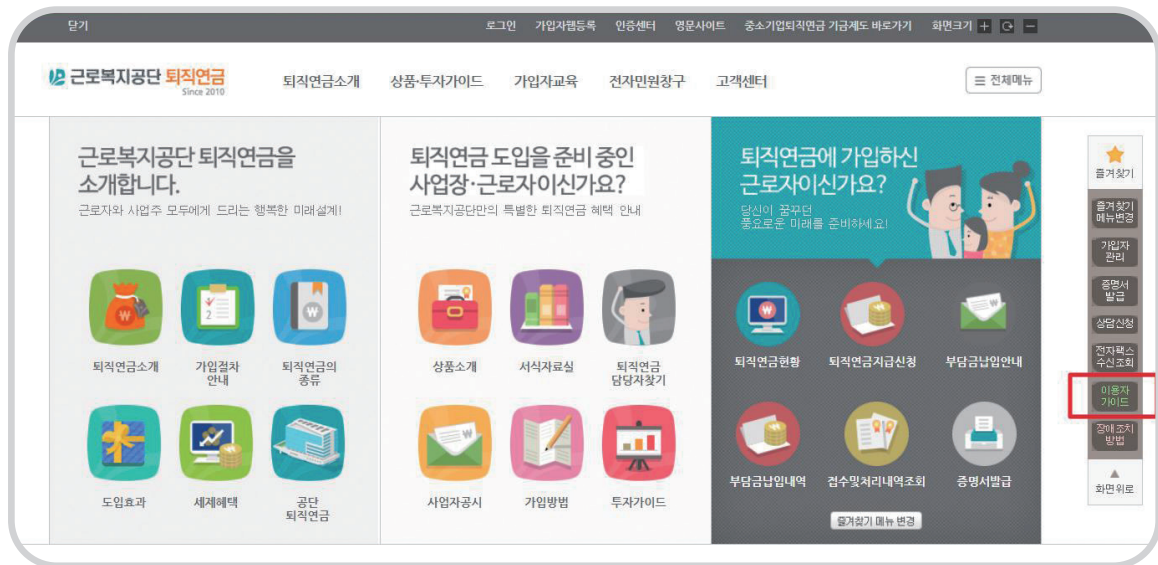 닫기
로그인 가입자웹등록 인증센터 영문사이트 중소기업퇴직연금 기금제도 바로가기 화면크기
근로복지공단 퇴직연금
Since 2010
퇴직연금소개 상품·투자가이드 가입자교육 전자민원창구 고객센터
전체메뉴
근로복지공단 퇴직연금을
소개합니다.
근로자와 사업주 모두에게 드리는 행복한 미래설계!
퇴직연금소개
가입절차
안내
퇴직연금의
종류
도입효과
세제혜택
공단
퇴직연금
퇴직연금 도입을 준비 중인
사업장·근로자이신가요?
근로복지공단만의 특별한 퇴직연금 혜택 안내
상품소개
서식자료실
퇴직연금
담당자찾기
사업자공시
가입방법
투자가이드
퇴직연금에 가입하신
근로자이신가요?
당신이 꿈꾸던
풍요로운 미래를 준비하세요!
퇴직연금현황
퇴직연금지급신청
부담금납입안내
부담금납입내역
접수및처리내역조회
증명서발급
즐겨찾기 메뉴 변경
즐겨찾기
즐겨찾기
메뉴변경
가입자
관리
증명서
발급
상담신청
전자팩스
수신조회
이용자
가이드
장애조치
방법
화면위로